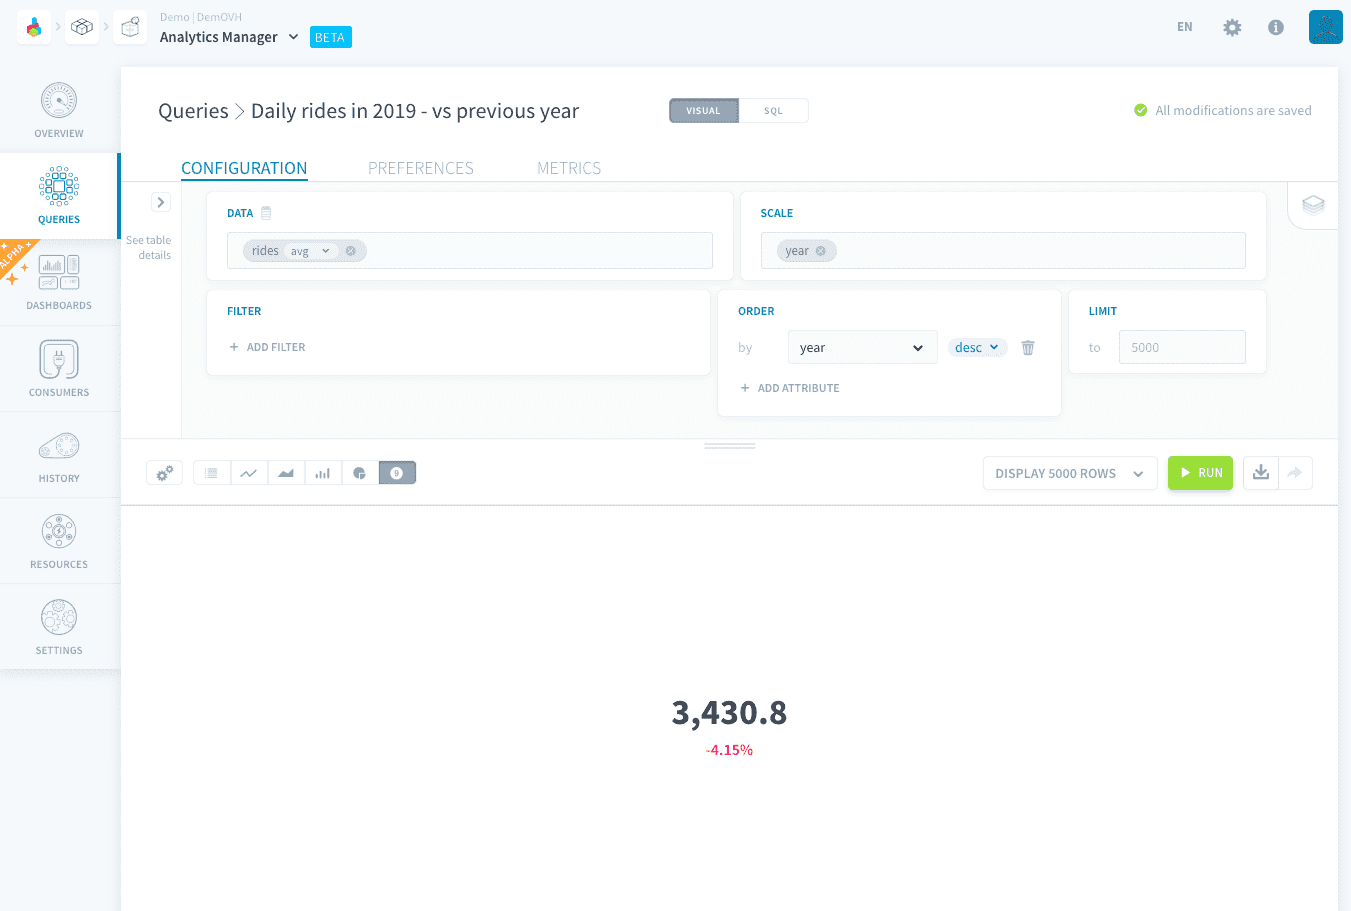 Demo | DemOVH
Analytics Manager
BETA
EN
OVERVIEW
QUERIES
ALPHA
DASHBOARDS
CONSUMERS
HISTORY
RESOURCES
SETTINGS
Queries > Daily rides in 2019 - vs previous year
VISUAL
SQL
All modifications are saved
CONFIGURATION
PREFERENCES
METRICS
See table
details
DATA
rides avg
SCALE
year
FILTER
+ ADD FILTER
ORDER
by year desc
+ ADD ATTRIBUTE
LIMIT
to 5000
9
DISPLAY 5000 ROWS
RUN
3,430.8
-4.15%